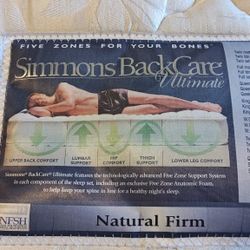 FIVE ZONES FOR YOUR BONES
Simmons BackCare®
Ultimate
UPPER BACK COMFORT
LUMBAR SUPPORT
HIP COMFORT
THIGH SUPPORT
LOWER LEG COMFORT
Simmons® BackCare® Ultimate features the technologically advanced Five Zone Support System
in each component of the sleep set, including an exclusive Five Zone Anatomic Foam,
to help keep your spine in line for a healthy night's sleep.
Natural Firm